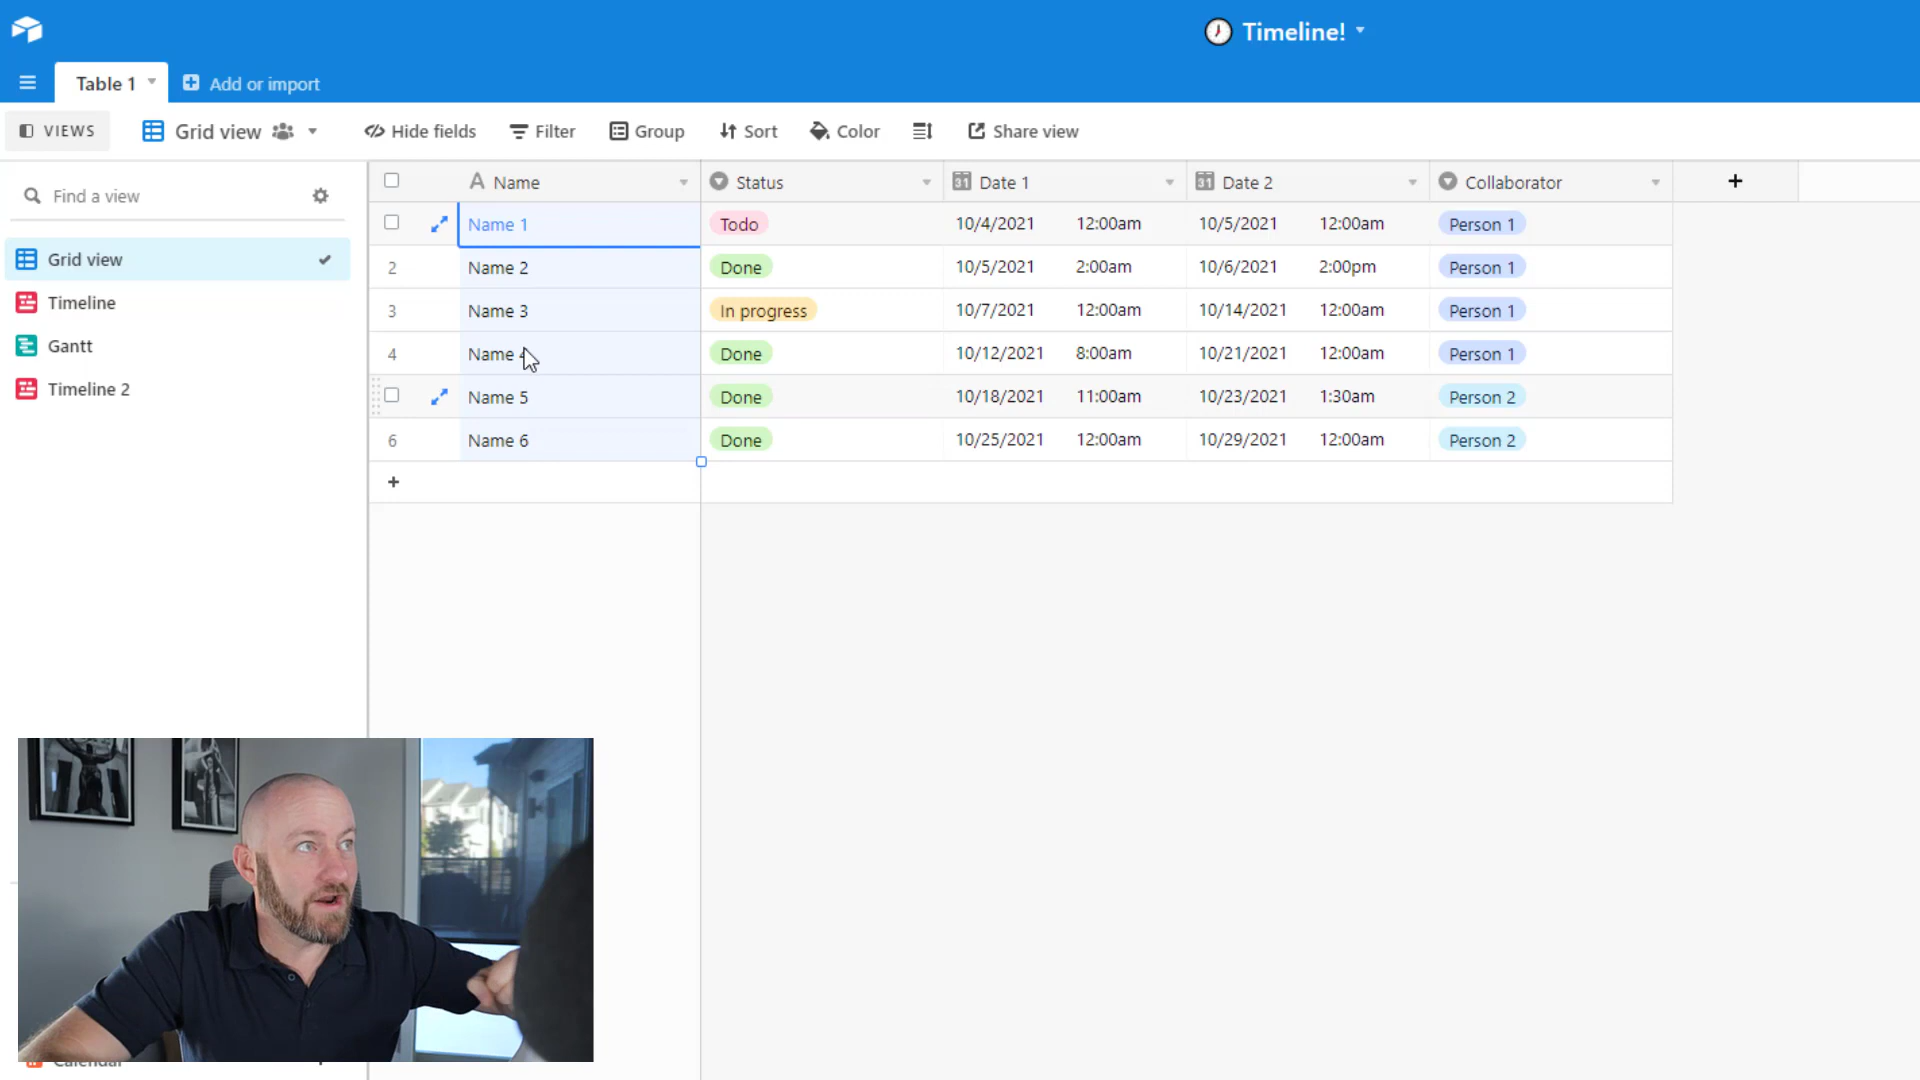 Timeline!
Table 1 Add or import
VIEWS Grid view Hide fields Filter Group Sort Color Share view
Find a view
Grid view
Timeline
Gantt
Timeline 2
Name Status 31 Date 1 31 Date 2 Collaborator +
Name 1 Todo 10/4/2021 12:00am 10/5/2021 12:00am Person 1
2 Name 2 Done 10/5/2021 2:00am 10/6/2021 2:00pm Person 1
3 Name 3 In progress 10/7/2021 12:00am 10/14/2021 12:00am Person 1
4 Name Done 10/12/2021 8:00am 10/21/2021 12:00am Person 1
Name 5 Done 10/18/2021 11:00am 10/23/2021 1:30am Person 2
6 Name 6 Done 10/25/2021 12:00am 10/29/2021 12:00am Person 2
+
Calendar